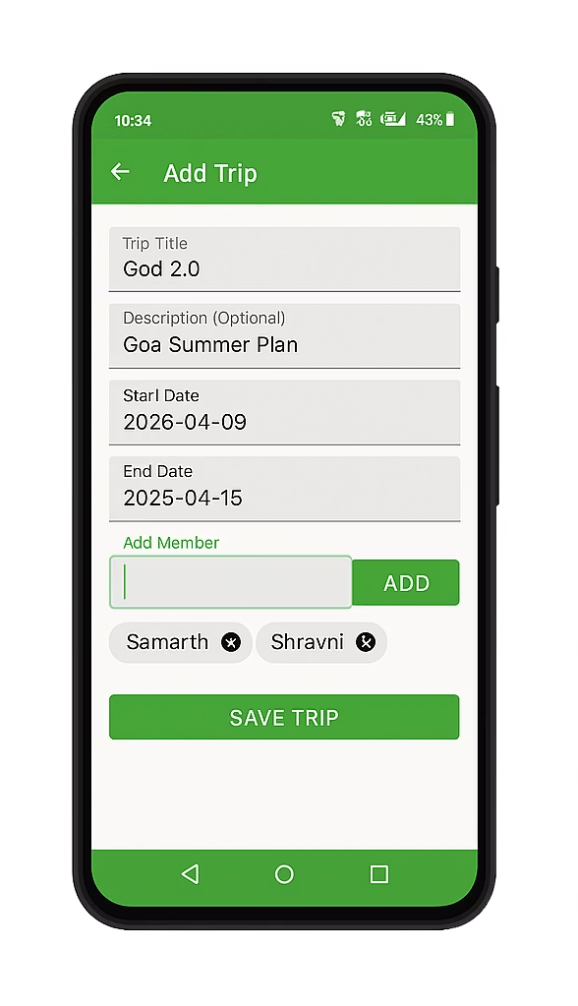 10:34
43%
Add Trip
Trip Title
God 2.0
Description (Optional)
Goa Summer Plan
Starl Date
2026-04-09
End Date
2025-04-15
Add Member
ADD
Samarth
Shravni
SAVE TRIP